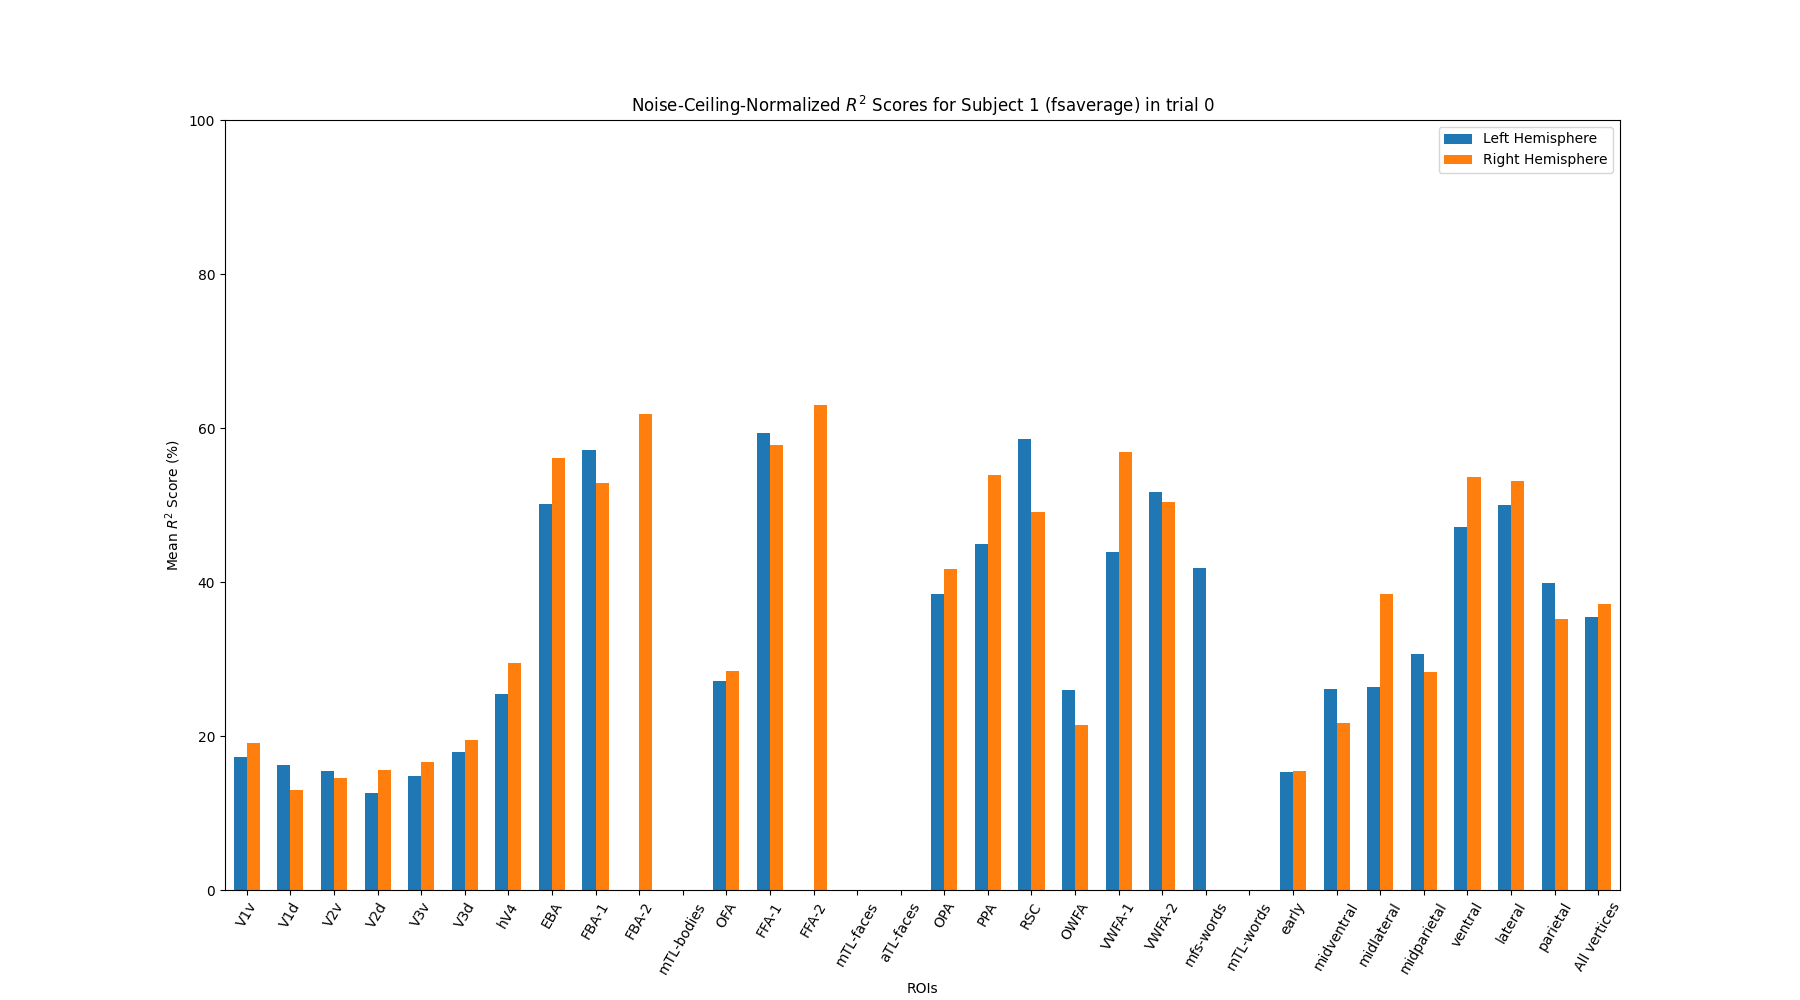 Noise-Ceiling-Normalized R² Scores for Subject 1 (fsaverage) in trial 0
Left Hemisphere
Right Hemisphere
100
80
60
40
20
0
Mean R² Score (%)
V1v
V1d
V2v
V2d
V3v
V3d
hV4
EBA
FBA-1
FBA-2
mTL-bodies
OFA
FFA-1
FFA-2
mTL-faces
aTL-faces
OPA
PPA
RSC
OWFA
VWFA-1
VWFA-2
mfs-words
mTL-words
early
midventral
midlateral
midparietal
ventral
lateral
parietal
All vertices
ROIs